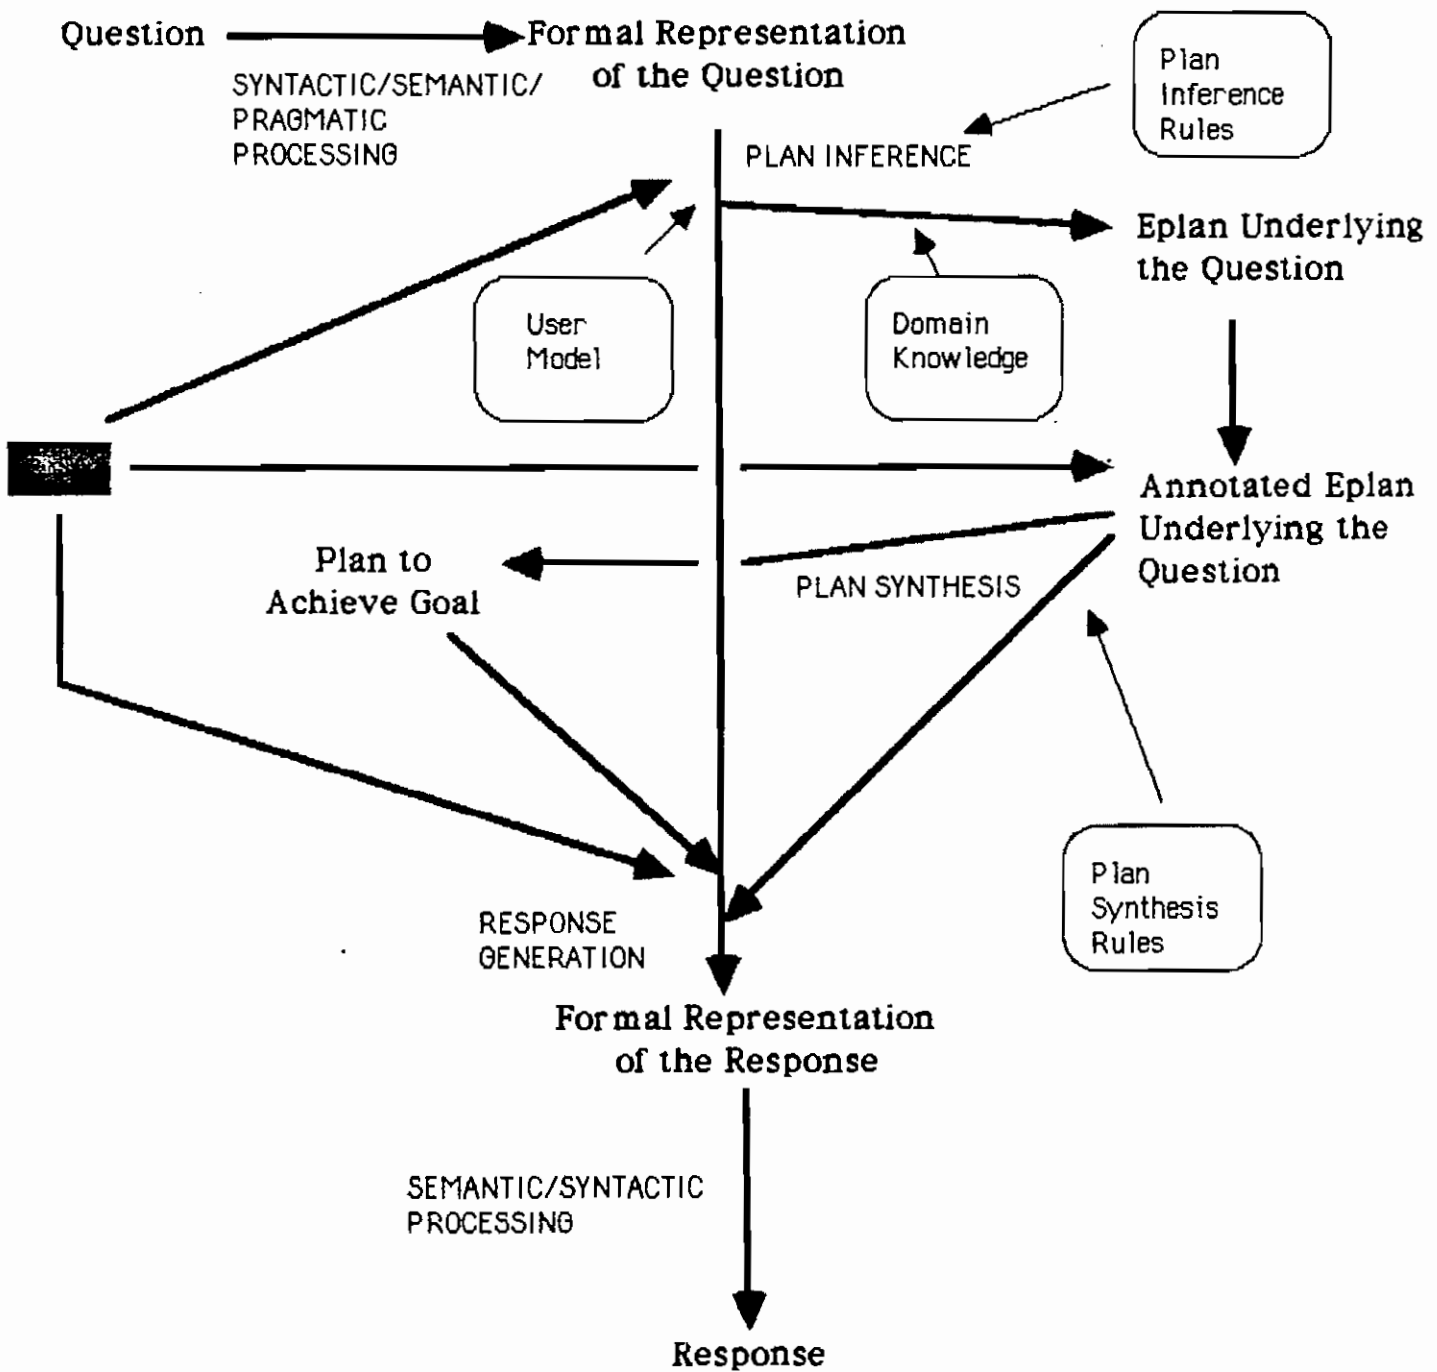 Question
Formal Representation
of the Question
SYNTACTIC/SEMANTIC/
PRAGMATIC
PROCESSING
Plan
Inference
Rules
PLAN INFERENCE
Eplan Underlying
the Question
User
Model
Domain
Knowledge
Annotated Eplan
Underlying the
Question
Plan to
Achieve Goal
PLAN SYNTHESIS
Plan
Synthesis
Rules
RESPONSE
GENERATION
Formal Representation
of the Response
SEMANTIC/SYNTACTIC
PROCESSING
Response